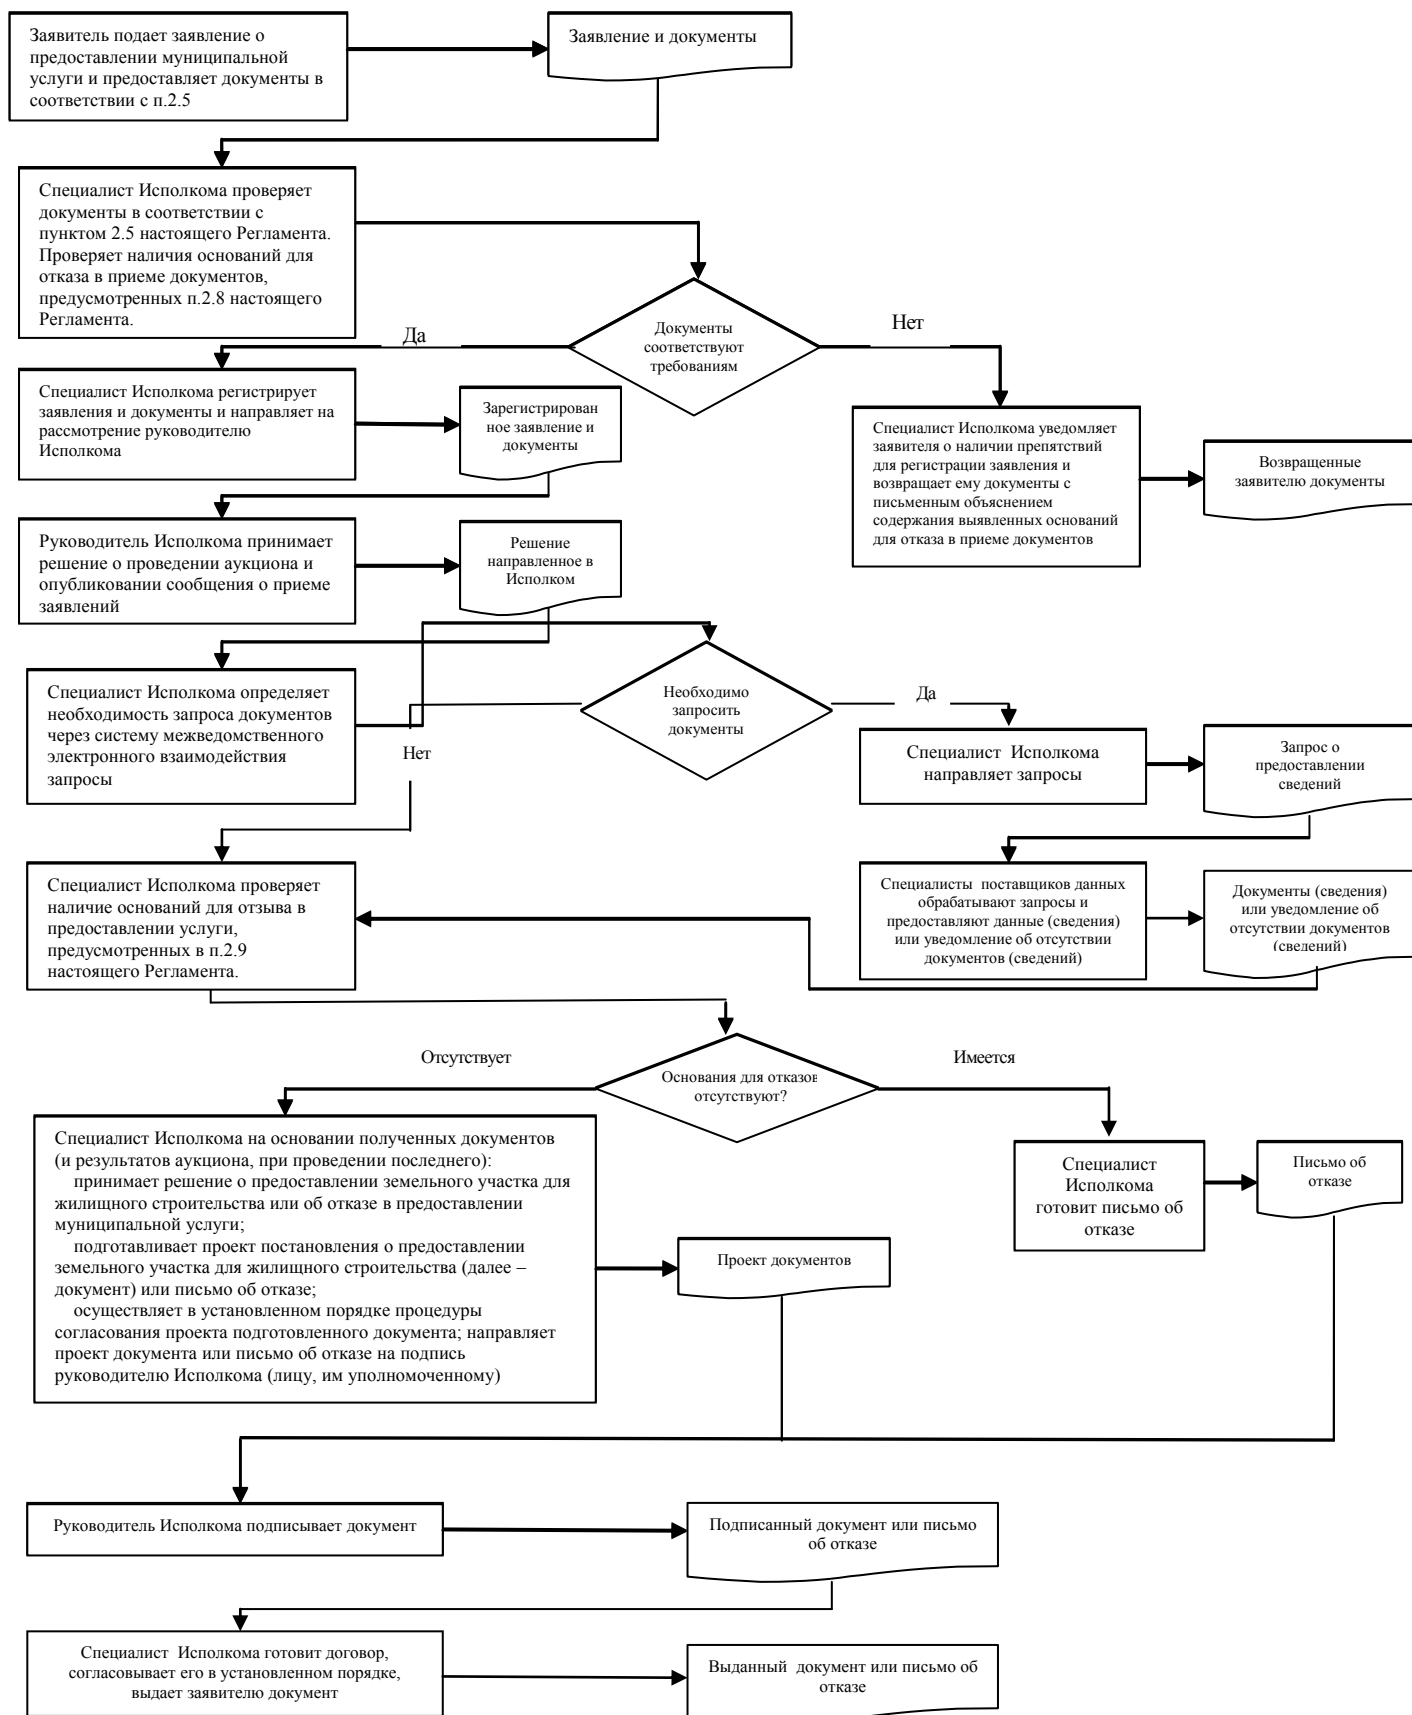 Заявитель подает заявление о
предоставлении муниципальной
услуги и предоставляет документы в
соответствии с п.2.5
Заявление и документы
Специалист Исполкома проверяет
документы в соответствии с
пунктом 2.5 настоящего Регламента.
Проверяет наличия оснований для
отказа в приеме документов,
предусмотренных п.2.8 настоящего
Регламента.
Документы
соответствуют
требованиям
Да
Нет
Специалист Исполкома регистрирует
заявления и документы и направляет на
рассмотрение руководителю
Исполкома
Зарегистрирован
ное заявление и
документы
Специалист Исполкома уведомляет
заявителя о наличии препятствий
для регистрации заявления и
возвращает ему документы с
письменным объяснением
содержания выявленных оснований
для отказа в приеме документов
Возвращенные
заявителю документы
Руководитель Исполкома принимает
решение о проведении аукциона и
опубликовании сообщения о приеме
заявлений
Решение
направленное в
Исполком
Специалист Исполкома определяет
необходимость запроса документов
через систему межведомственного
электронного взаимодействия
запросы
Необходимо
запросить
документы
Нет
Да
Специалист Исполкома
направляет запросы
Запрос о
предоставлении
сведений
Специалист Исполкома проверяет
наличие оснований для отзыва в
предоставлении услуги,
предусмотренных в п.2.9
настоящего Регламента.
Специалисты поставщиков данных
обрабатывают запросы и
предоставляют данные (сведения)
или уведомление об отсутствии
документов (сведений)
Документы (сведения)
или уведомление об
отсутствии документов
(сведений)
Отсутствует
Основания для отказов
отсутствуют?
Имеется
Специалист Исполкома на основании полученных документов
(и результатов аукциона, при проведении последнего):
принимает решение о предоставлении земельного участка для
жилищного строительства или об отказе в предоставлении
муниципальной услуги;
подготавливает проект постановления о предоставлении
земельного участка для жилищного строительства (далее –
документ) или письмо об отказе;
осуществляет в установленном порядке процедуры
согласования проекта подготовленного документа; направляет
проект документа или письмо об отказе на подпись
руководителю Исполкома (лицу, им уполномоченному)
Проект документов
Специалист
Исполкома
готовит письмо об
отказе
Письмо об
отказе
Руководитель Исполкома подписывает документ
Подписанный документ или письмо
об отказе
Специалист Исполкома готовит договор,
согласовывает его в установленном порядке,
выдает заявителю документ
Выданный документ или письмо об
отказе